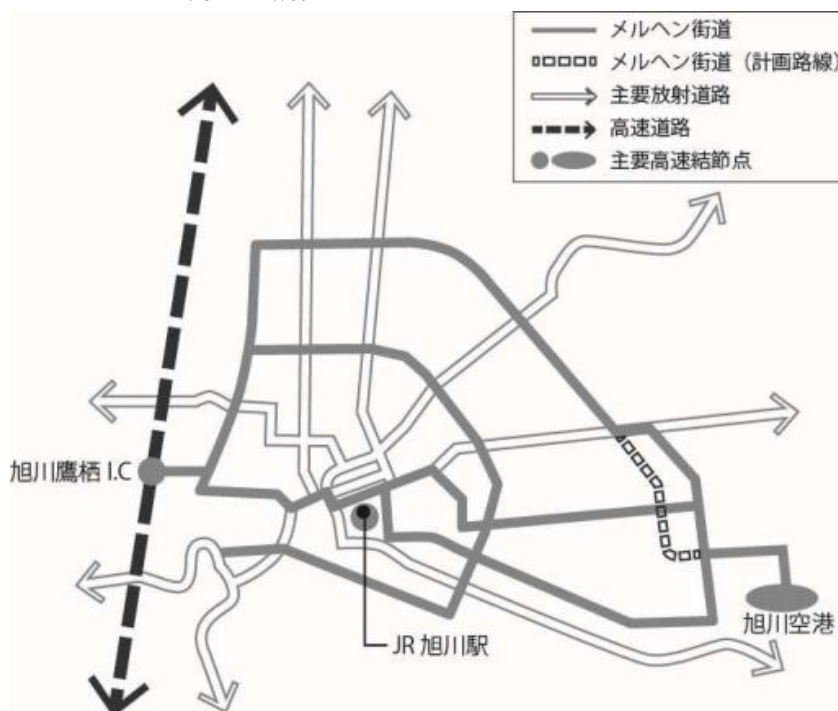 メルヘン街道
メルヘン街道（計画路線）
主要放射道路
高速道路
主要高速結節点
旭川鷹栖 I.C
旭川空港
JR 旭川駅